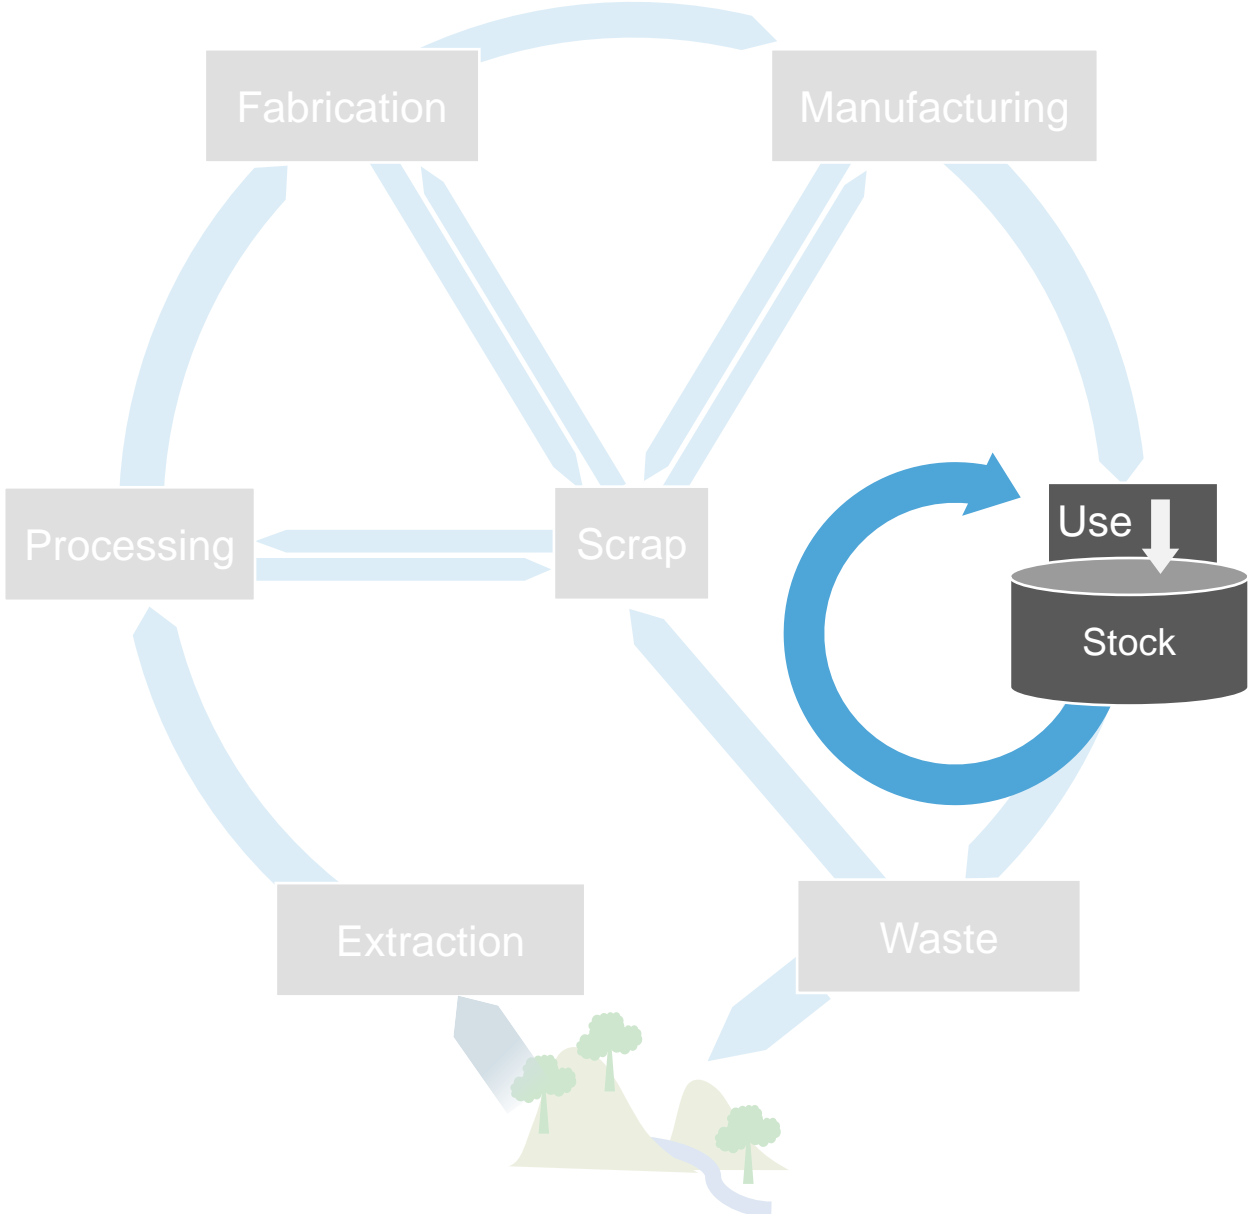 Fabrication
Manufacturing
Processing
Scrap
Use
Stock
Extraction
Waste